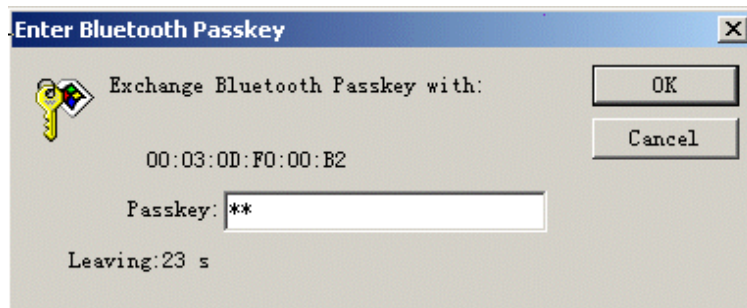 Enter Bluetooth Passkey
Exchange Bluetooth Passkey with:
OK
Cancel
00:03:0D:F0:00:B2
Passkey: **
Leaving:23 s